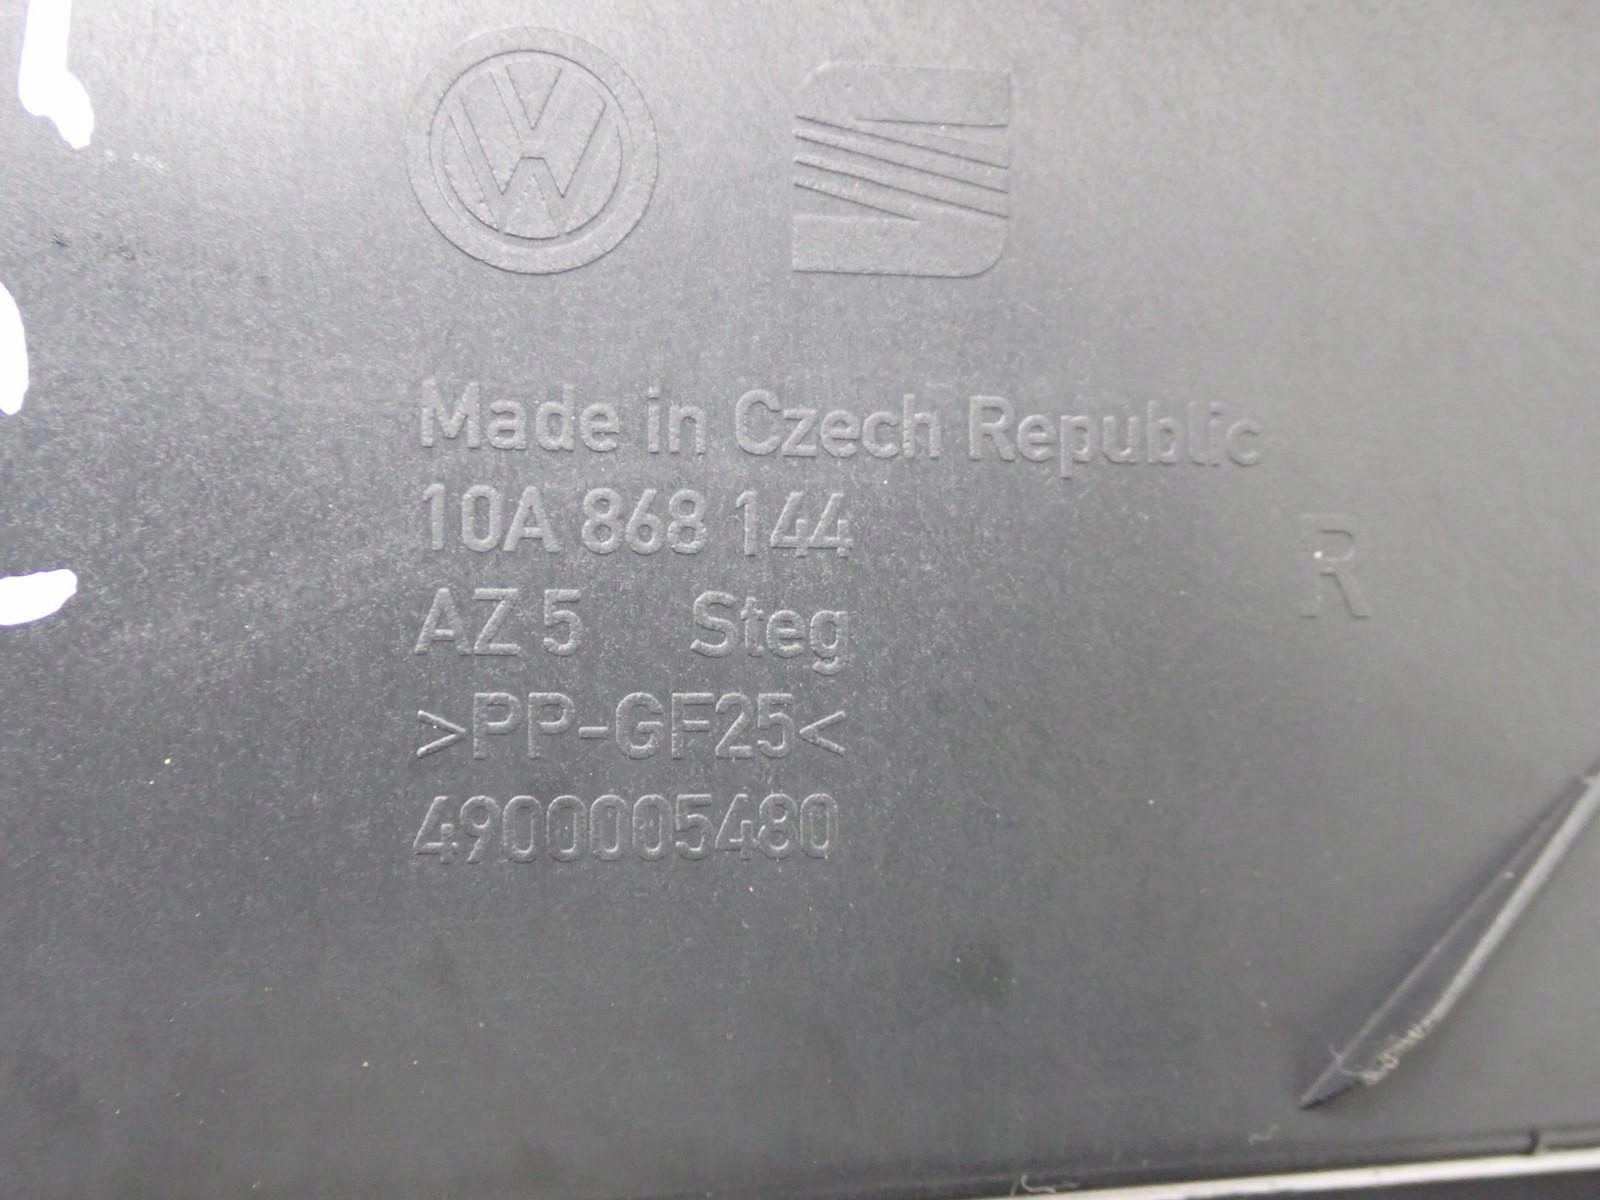 Made in Czech Republic
10A 868 144
R
AZ 5 Steg
>PP-GF25<
4900005480